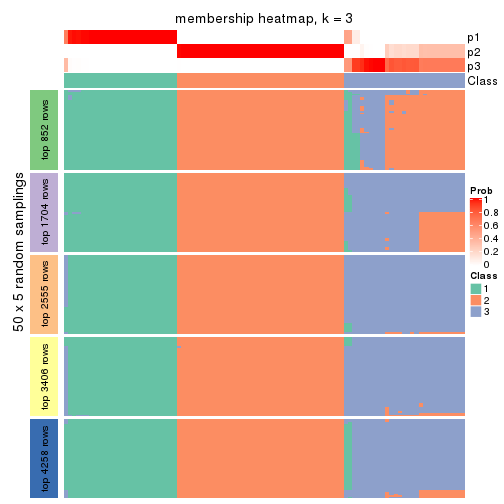 membership heatmap, k = 3
p1
p2
p3
Class
50 x 5 random samplings
top 852 rows
top 1704 rows
top 2555 rows
top 3406 rows
top 4258 rows
Prob
1
0.8
0.6
0.4
0.2
0
Class
1
2
3